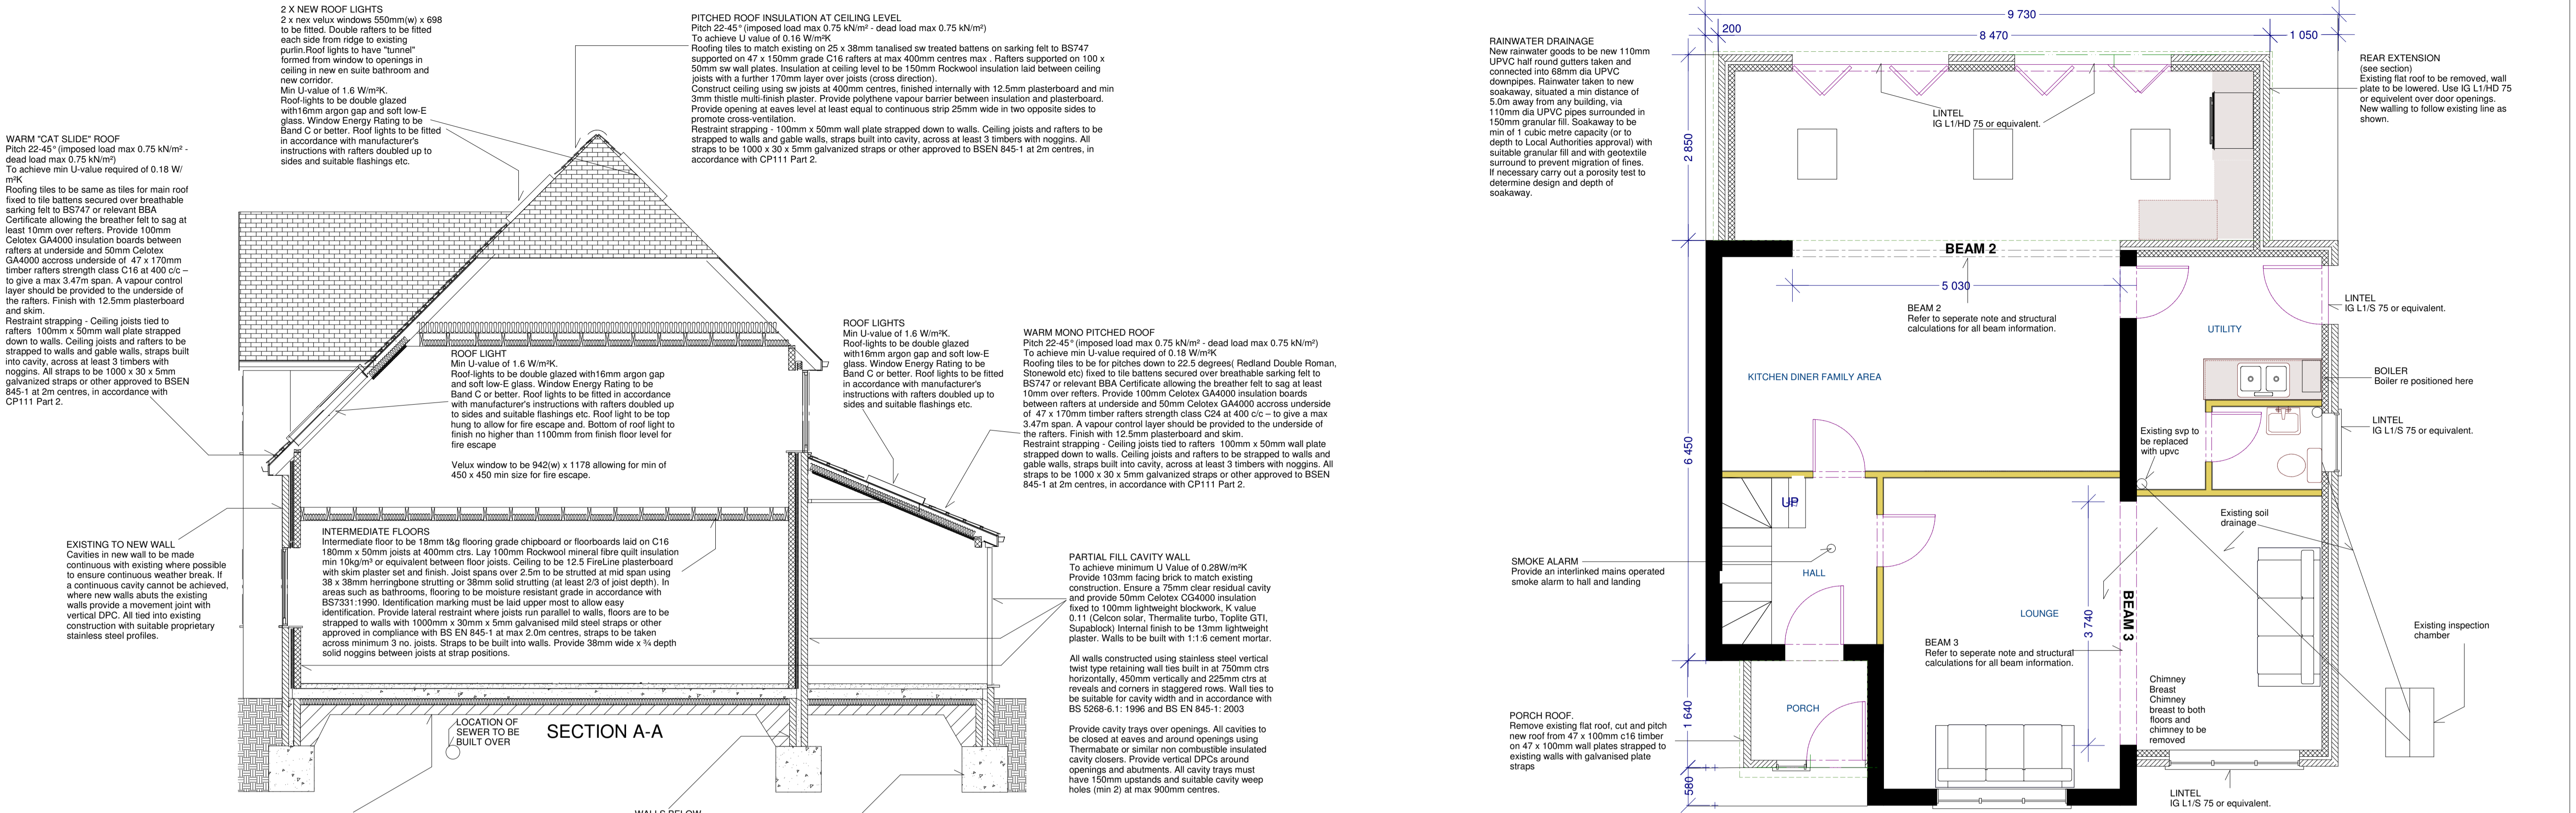 2 X NEW ROOF LIGHTS
2 x nex velux windows 550mm(w) x 698
to be fitted. Double rafters to be fitted
each side from ridge to existing
purlin.Roof lights to have "tunnel"
formed from window to openings in
ceiling in new en suite bathroom and
new corridor.
Min U-value of 1.6 W/m²K.
Roof-lights to be double glazed
with16mm argon gap and soft low-E
glass. Window Energy Rating to be
Band C or better. Roof lights to be fitted
in accordance with manufacturer's
instructions with rafters doubled up to
sides and suitable flashings etc.
PITCHED ROOF INSULATION AT CEILING LEVEL
Pitch 22-45° (imposed load max 0.75 kN/m² - dead load max 0.75 kN/m²)
To achieve U value of 0.16 W/m²K
Roofing tiles to match existing on 25 x 38mm tanalised sw treated battens on sarking felt to BS747
supported on 47 x 150mm grade C16 rafters at max 400mm centres max . Rafters supported on 100 x
50mm sw wall plates. Insulation at ceiling level to be 150mm Rockwool insulation laid between ceiling
joists with a further 170mm layer over joists (cross direction).
Construct ceiling using sw joists at 400mm centres, finished internally with 12.5mm plasterboard and min
3mm thistle multi-finish plaster. Provide polythene vapour barrier between insulation and plasterboard.
Provide opening at eaves level at least equal to continuous strip 25mm wide in two opposite sides to
promote cross-ventilation.
Restraint strapping - 100mm x 50mm wall plate strapped down to walls. Ceiling joists and rafters to be
strapped to walls and gable walls, straps built into cavity, across at least 3 timbers with noggins. All
straps to be 1000 x 30 x 5mm galvanized straps or other approved to BSEN 845-1 at 2m centres, in
accordance with CP111 Part 2.
WARM "CAT SLIDE" ROOF
Pitch 22-45° (imposed load max 0.75 kN/m² -
dead load max 0.75 kN/m²)
To achieve min U-value required of 0.18 W/
m²K
Roofing tiles to be same as tiles for main roof
fixed to tile battens secured over breathable
sarking felt to BS747 or relevant BBA
Certificate allowing the breather felt to sag at
least 10mm over refters. Provide 100mm
Celotex GA4000 insulation boards between
rafters at underside and 50mm Celotex
GA4000 accross underside of  47 x 170mm
timber rafters strength class C16 at 400 c/c –
to give a max 3.47m span. A vapour control
layer should be provided to the underside of
the rafters. Finish with 12.5mm plasterboard
and skim.
Restraint strapping - Ceiling joists tied to
rafters  100mm x 50mm wall plate strapped
down to walls. Ceiling joists and rafters to be
strapped to walls and gable walls, straps built
into cavity, across at least 3 timbers with
noggins. All straps to be 1000 x 30 x 5mm
galvanized straps or other approved to BSEN
845-1 at 2m centres, in accordance with
CP111 Part 2.
ROOF LIGHT
Min U-value of 1.6 W/m²K.
Roof-lights to be double glazed with16mm argon gap
and soft low-E glass. Window Energy Rating to be
Band C or better. Roof lights to be fitted in accordance
with manufacturer's instructions with rafters doubled up
to sides and suitable flashings etc. Roof light to be top
hung to allow for fire escape and. Bottom of roof light to
finish no higher than 1100mm from finish floor level for
fire escape
Velux window to be 942(w) x 1178 allowing for min of
450 x 450 min size for fire escape.
ROOF LIGHTS
Min U-value of 1.6 W/m²K.
Roof-lights to be double glazed
with16mm argon gap and soft low-E
glass. Window Energy Rating to be
Band C or better. Roof lights to be fitted
in accordance with manufacturer's
instructions with rafters doubled up to
sides and suitable flashings etc.
WARM MONO PITCHED ROOF
Pitch 22-45° (imposed load max 0.75 kN/m² - dead load max 0.75 kN/m²)
To achieve min U-value required of 0.18 W/m²K
Roofing tiles to be for pitches down to 22.5 degrees( Redland Double Roman,
Stonewold etc) fixed to tile battens secured over breathable sarking felt to
BS747 or relevant BBA Certificate allowing the breather felt to sag at least
10mm over refters. Provide 100mm Celotex GA4000 insulation boards
between rafters at underside and 50mm Celotex GA4000 accross underside
of  47 x 170mm timber rafters strength class C24 at 400 c/c – to give a max
3.47m span. A vapour control layer should be provided to the underside of
the rafters. Finish with 12.5mm plasterboard and skim.
Restraint strapping - Ceiling joists tied to rafters  100mm x 50mm wall plate
strapped down to walls. Ceiling joists and rafters to be strapped to walls and
gable walls, straps built into cavity, across at least 3 timbers with noggins. All
straps to be 1000 x 30 x 5mm galvanized straps or other approved to BSEN
845-1 at 2m centres, in accordance with CP111 Part 2.
EXISTING TO NEW WALL
Cavities in new wall to be made
continuous with existing where possible
to ensure continuous weather break. If
a continuous cavity cannot be achieved,
where new walls abuts the existing
walls provide a movement joint with
vertical DPC. All tied into existing
construction with suitable proprietary
stainless steel profiles.
INTERMEDIATE FLOORS
Intermediate floor to be 18mm t&g flooring grade chipboard or floorboards laid on C16
180mm x 50mm joists at 400mm ctrs. Lay 100mm Rockwool mineral fibre quilt insulation
min 10kg/m³ or equivalent between floor joists. Ceiling to be 12.5 FireLine plasterboard
with skim plaster set and finish. Joist spans over 2.5m to be strutted at mid span using
38 x 38mm herringbone strutting or 38mm solid strutting (at least 2/3 of joist depth). In
areas such as bathrooms, flooring to be moisture resistant grade in accordance with
BS7331:1990. Identification marking must be laid upper most to allow easy
identification. Provide lateral restraint where joists run parallel to walls, floors are to be
strapped to walls with 1000mm x 30mm x 5mm galvanised mild steel straps or other
approved in compliance with BS EN 845-1 at max 2.0m centres, straps to be taken
across minimum 3 no. joists. Straps to be built into walls. Provide 38mm wide x ¾ depth
solid noggins between joists at strap positions.
PARTIAL FILL CAVITY WALL
To achieve minimum U Value of 0.28W/m²K
Provide 103mm facing brick to match existing
construction. Ensure a 75mm clear residual cavity
and provide 50mm Celotex CG4000 insulation
fixed to 100mm lightweight blockwork, K value
0.11 (Celcon solar, Thermalite turbo, Toplite GTI,
Supablock) Internal finish to be 13mm lightweight
plaster. Walls to be built with 1:1:6 cement mortar.
All walls constructed using stainless steel vertical
twist type retaining wall ties built in at 750mm ctrs
horizontally, 450mm vertically and 225mm ctrs at
reveals and corners in staggered rows. Wall ties to
be suitable for cavity width and in accordance with
BS 5268-6.1: 1996 and BS EN 845-1: 2003
Provide cavity trays over openings. All cavities to
be closed at eaves and around openings using
Thermabate or similar non combustible insulated
cavity closers. Provide vertical DPCs around
openings and abutments. All cavity trays must
have 150mm upstands and suitable cavity weep
holes (min 2) at max 900mm centres.
LOCATION OF
SEWER TO BE
BUILT OVER
SECTION A-A
WALLS BELOW
RAINWATER DRAINAGE
New rainwater goods to be new 110mm
UPVC half round gutters taken and
connected into 68mm dia UPVC
downpipes. Rainwater taken to new
soakaway, situated a min distance of
5.0m away from any building, via
110mm dia UPVC pipes surrounded in
150mm granular fill. Soakaway to be
min of 1 cubic metre capacity (or to
depth to Local Authorities approval) with
suitable granular fill and with geotextile
surround to prevent migration of fines.
If necessary carry out a porosity test to
determine design and depth of
soakaway.
9 730
200
8 470
1 050
REAR EXTENSION
(see section)
Existing flat roof to be removed, wall
plate to be lowered. Use IG L1/HD 75
or equivelent over door openings.
New walling to follow existing line as
shown.
LINTEL
IG L1/HD 75 or equivalent.
2 850
BEAM 2
5 030
BEAM 2
Refer to seperate note and structural
calculations for all beam information.
LINTEL
IG L1/S 75 or equivalent.
UTILITY
KITCHEN DINER FAMILY AREA
BOILER
Boiler re positioned here
6 450
LINTEL
IG L1/S 75 or equivalent.
Existing svp to
be replaced
with upvc
UP
Existing soil
drainage
SMOKE ALARM
Provide an interlinked mains operated
smoke alarm to hall and landing
HALL
LOUNGE
3 740
BEAM 3
BEAM 3
Refer to seperate note and structural
calculations for all beam information.
Existing inspection
chamber
Chimney
Breast
Chimney
breast to both
floors and
chimney to be
removed
PORCH
1 640
PORCH ROOF.
Remove existing flat roof, cut and pitch
new roof from 47 x 100mm c16 timber
on 47 x 100mm wall plates strapped to
existing walls with galvanised plate
straps
580
LINTEL
IG L1/S 75 or equivalent.